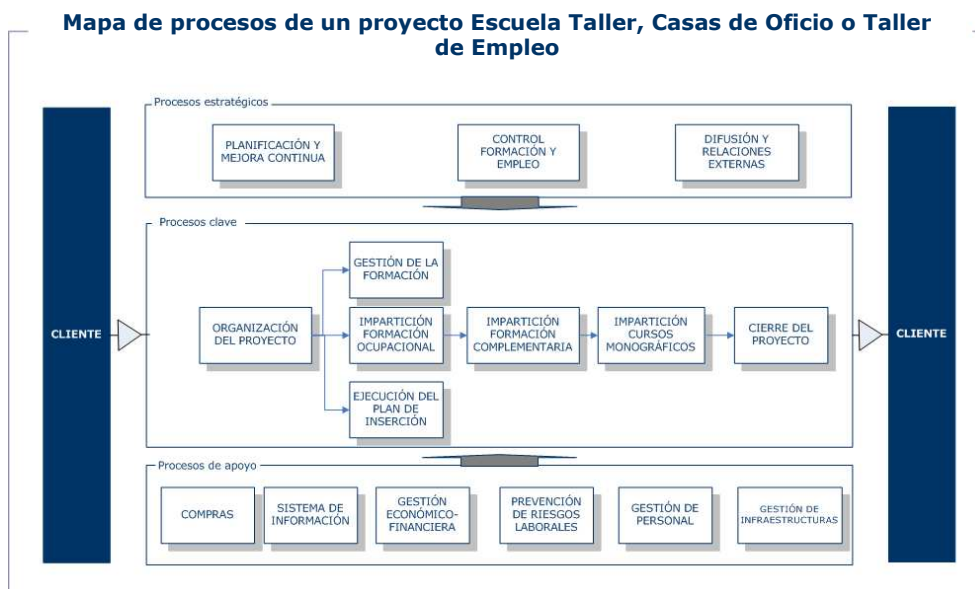 Mapa de procesos de un proyecto Escuela Taller, Casas de Oficio o Taller
de Empleo
Procesos estratégicos
PLANIFICACIÓN Y
MEJORA CONTINUA
CONTROL
FORMACIÓN Y
EMPLEO
DIFUSIÓN Y
RELACIONES
EXTERNAS
Procesos clave
CLIENTE
ORGANIZACIÓN
DEL PROYECTO
GESTIÓN DE LA
FORMACIÓN
IMPARTICIÓN
FORMACIÓN
OCUPACIONAL
EJECUCIÓN DEL
PLAN DE
INSERCIÓN
IMPARTICIÓN
FORMACIÓN
COMPLEMENTARIA
IMPARTICIÓN
CURSOS
MONOGRÁFICOS
CIERRE DEL
PROYECTO
CLIENTE
Procesos de apoyo
COMPRAS
SISTEMA DE
INFORMACIÓN
GESTIÓN
ECONÓMICO-
FINANCIERA
PREVENCIÓN
DE RIESGOS
LABORALES
GESTIÓN DE
PERSONAL
GESTIÓN DE
INFRAESTRUCTURAS